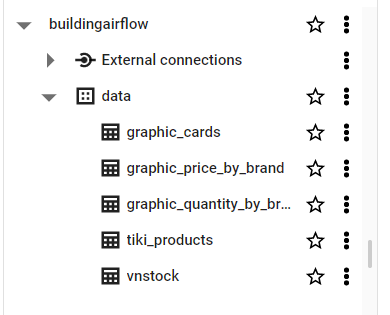 buildingairflow
External connections
data
graphic_cards
graphic_price_by_brand
graphic_quantity_by_br...
tiki_products
vnstock